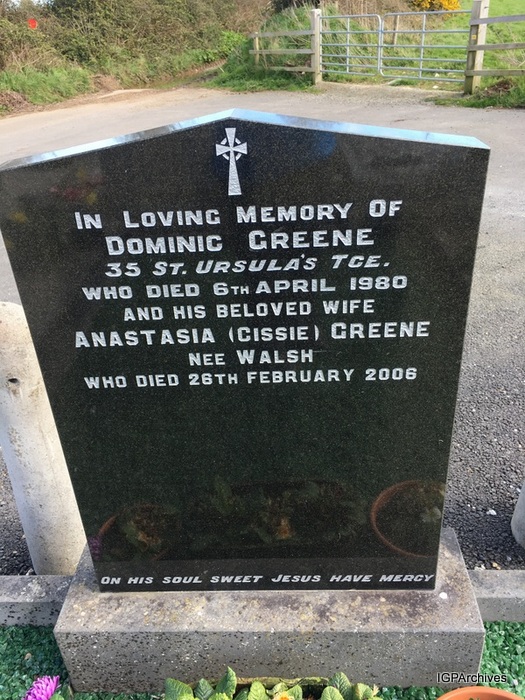 IN LOVING MEMORY OF
DOMINIC GREENE
35 ST. URSULA'S TCE.
WHO DIED 6TH APRIL 1980
AND HIS BELOVED WIFE
ANASTASIA (CISSIE) GREENE
NEE WALSH
WHO DIED 26TH FEBRUARY 2006
ON HIS SOUL SWEET JESUS HAVE MERCY
IGPArchives